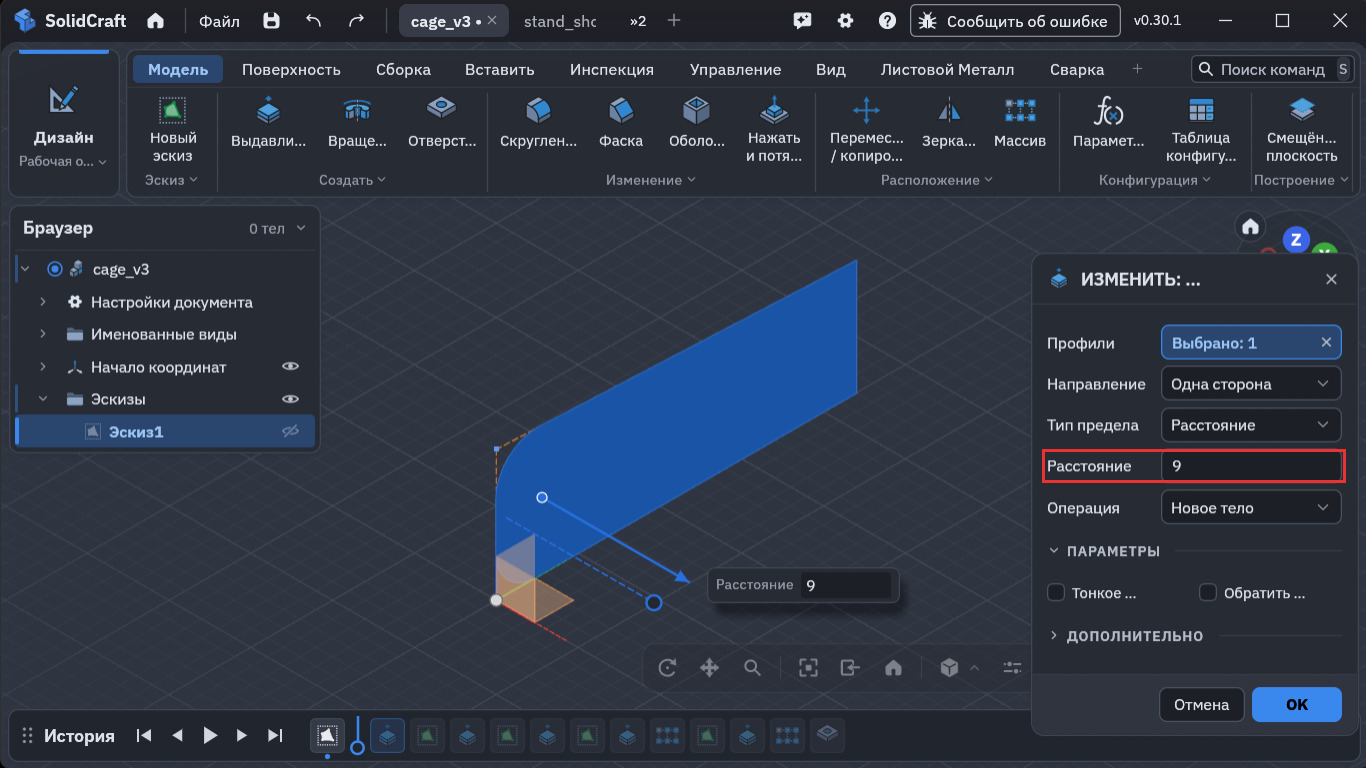 SolidCraft
Файл
cage_v3 •
stand_shc
»2
Сообщить об ошибке
v0.30.1
Дизайн
Рабочая о...
Модель
Поверхность
Сборка
Вставить
Инспекция
Управление
Вид
Листовой Металл
Сварка
Поиск команд
S
Новый
эскиз
Выдавли...
Враще...
Отверст...
Скруглен...
Фаска
Оболо...
Нажать
и потя...
Перемес...
/ копиро...
Зерка...
Массив
Парамет...
Таблица
конфигу...
Смещён...
плоскость
Эскиз
Создать
Изменение
Расположение
Конфигурация
Построение
Браузер
0 тел
cage_v3
Настройки документа
Именованные виды
Начало координат
Эскизы
Эскиз1
Z
ИЗМЕНИТЬ: ...
Профили
Выбрано: 1
Направление
Одна сторона
Тип предела
Расстояние
Расстояние
9
Операция
Новое тело
ПАРАМЕТРЫ
Тонкое ...
Обратить ...
ДОПОЛНИТЕЛЬНО
Отмена
OK
Расстояние
9
История